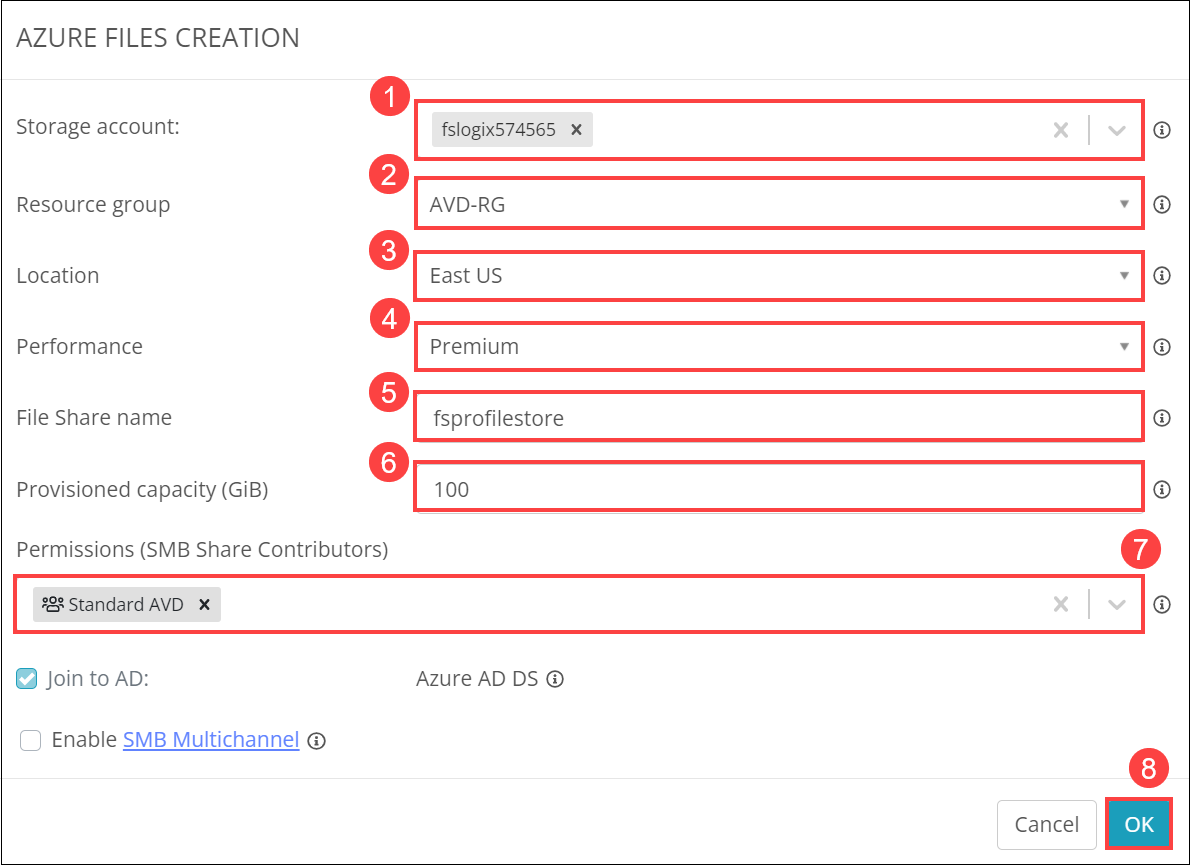 AZURE FILES CREATION
1
Storage account: fslogix574565
2
Resource group AVD-RG
3
Location East US
4
Performance Premium
5
File Share name fsprofilestore
6
Provisioned capacity (GiB) 100
Permissions (SMB Share Contributors)
7
Standard AVD
Join to AD: Azure AD DS
Enable SMB Multichannel
8
Cancel OK